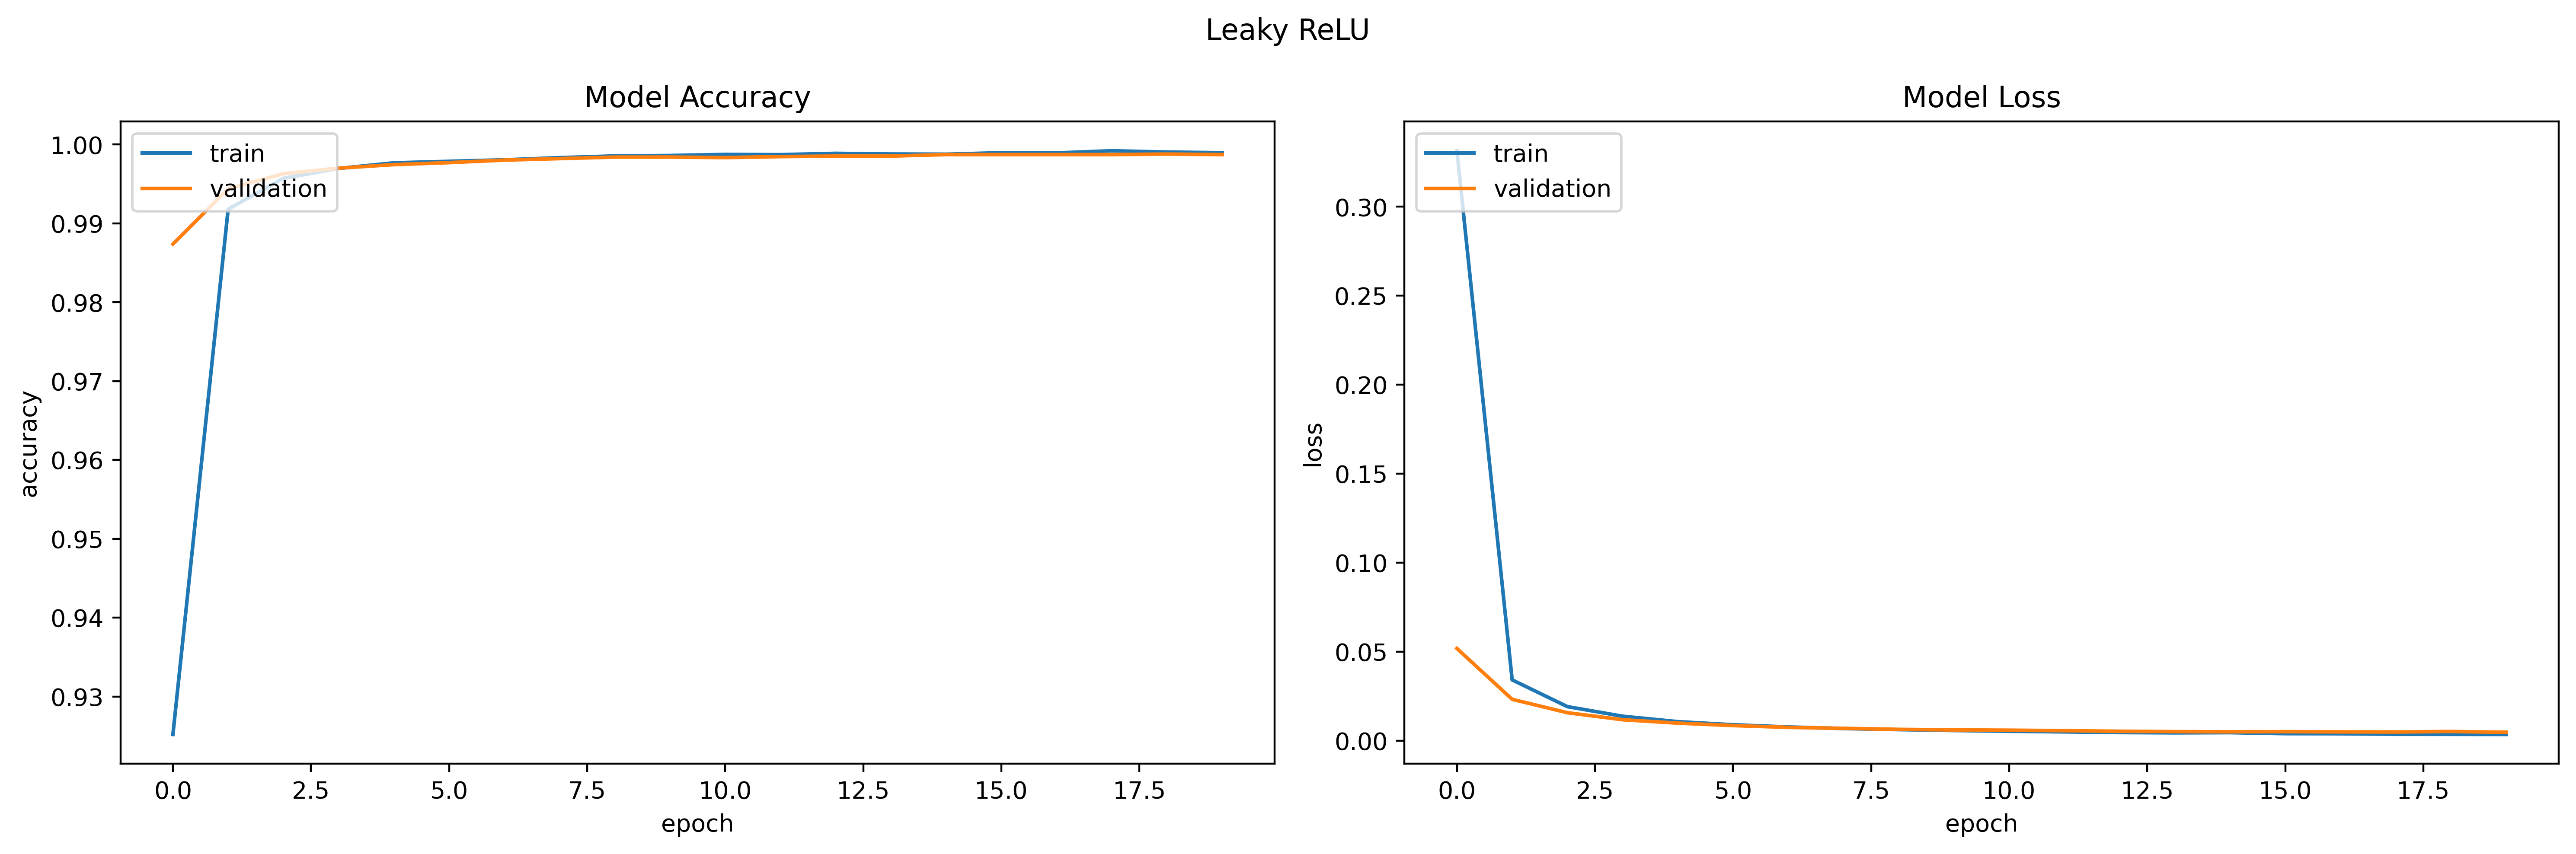 Leaky ReLU
Model Accuracy
train
validation
1.00
0.99
0.98
0.97
0.96
0.95
0.94
0.93
accuracy
0.0 2.5 5.0 7.5 10.0 12.5 15.0 17.5
epoch
Model Loss
train
validation
0.30
0.25
0.20
0.15
0.10
0.05
0.00
loss
0.0 2.5 5.0 7.5 10.0 12.5 15.0 17.5
epoch